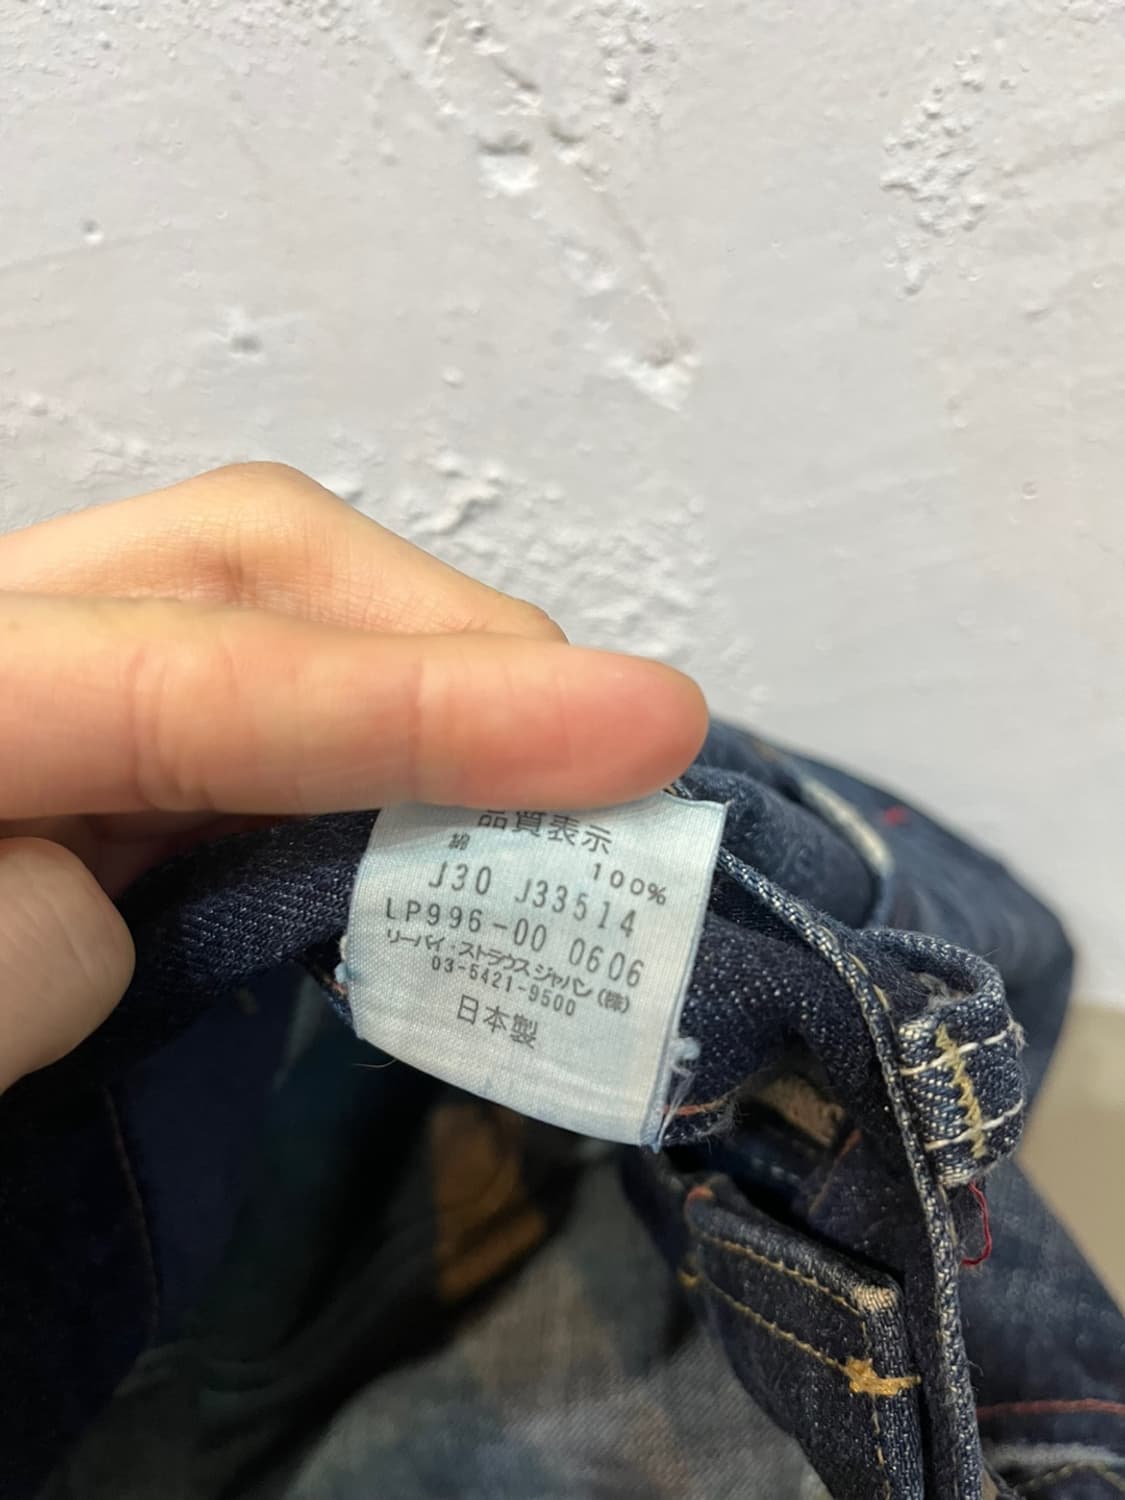 品質表示
綿 100%
J30 J33514
LP996-00 0606
リーバイ・ストラウス ジャパン(株)
03-5421-9500
日本製